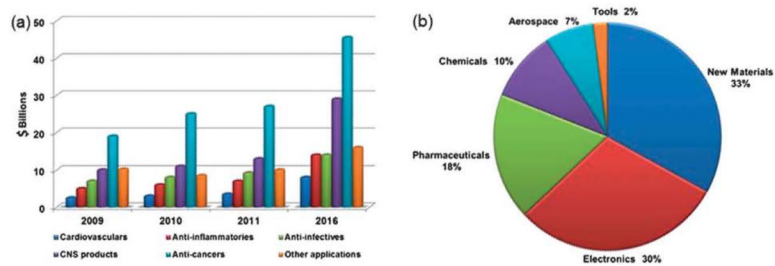 (a)
50
40
30
20
10
0
$ Billions
2009 2010 2011 2016
Cardiovasculars Anti-inflammatories Anti-infectives
CNS products Anti-cancers Other applications
(b)
Tools 2%
Aerospace 7%
Chemicals 10%
New Materials
33%
Pharmaceuticals
18%
Electronics 30%